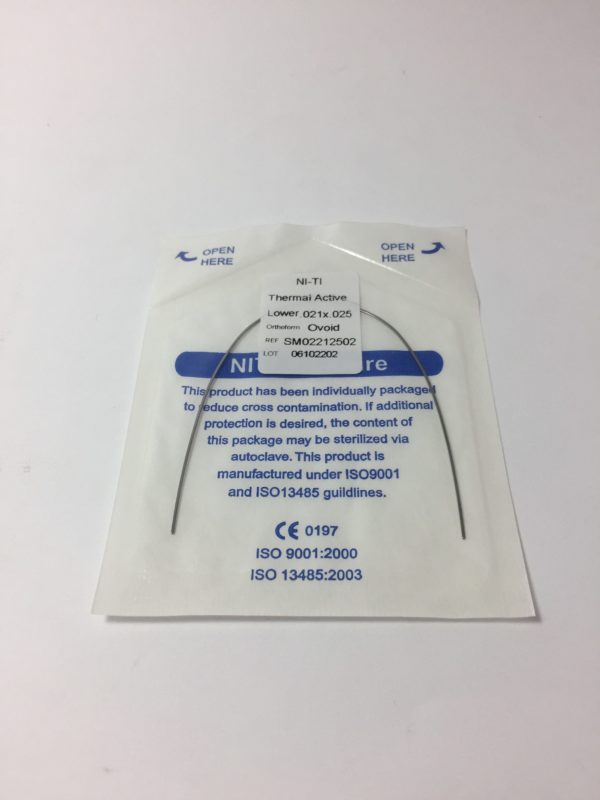 OPEN
HERE
OPEN
HERE
NI-TI
Thermal Active
Lower .021x.025
Orthoform Ovoid
REF SM02212502
LOT 06102202
This product has been individually packaged
to reduce cross contamination. If additional
protection is desired, the content of
this package may be sterilized via
autoclave. This product is
manufactured under ISO9001
and ISO13485 guildlines.
CE 0197
ISO 9001:2000
ISO 13485:2003